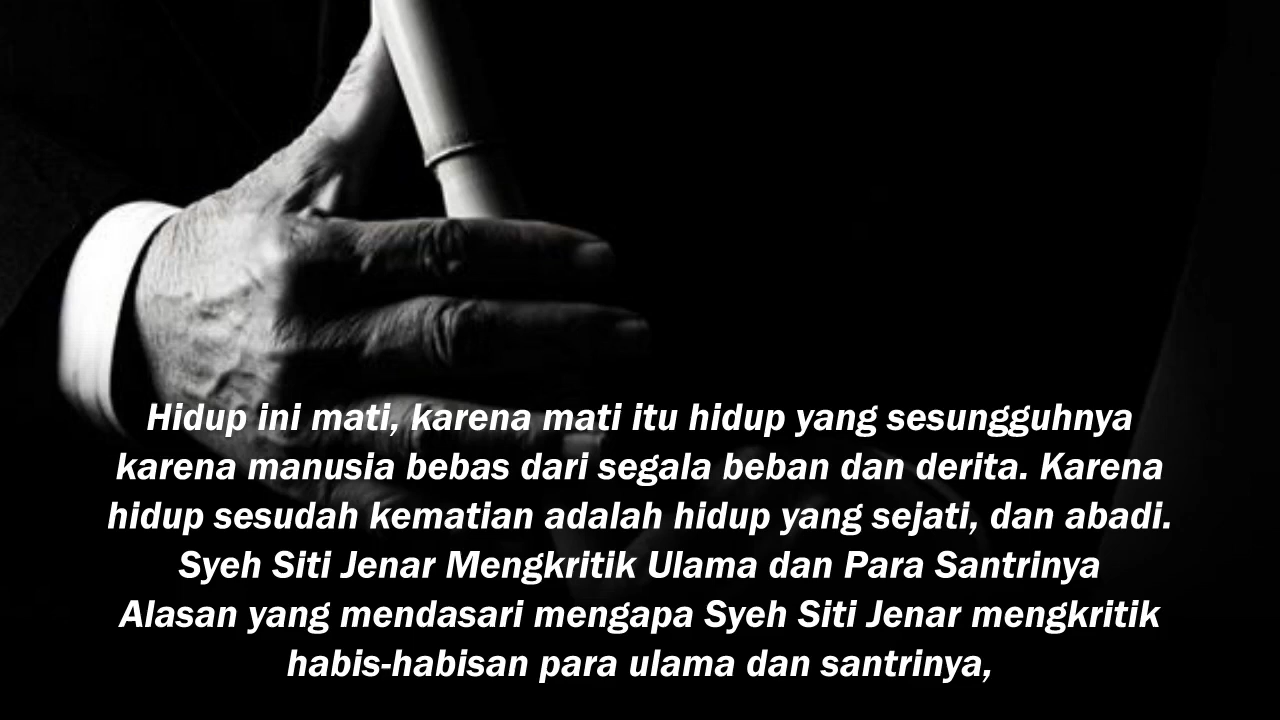 Hidup ini mati, karena mati itu hidup yang sesungguhnya
karena manusia bebas dari segala beban dan derita. Karena
hidup sesudah kematian adalah hidup yang sejati, dan abadi.
Syeh Siti Jenar Mengkritik Ulama dan Para Santrinya
Alasan yang mendasari mengapa Syeh Siti Jenar mengkritik
habis-habisan para ulama dan santrinya,